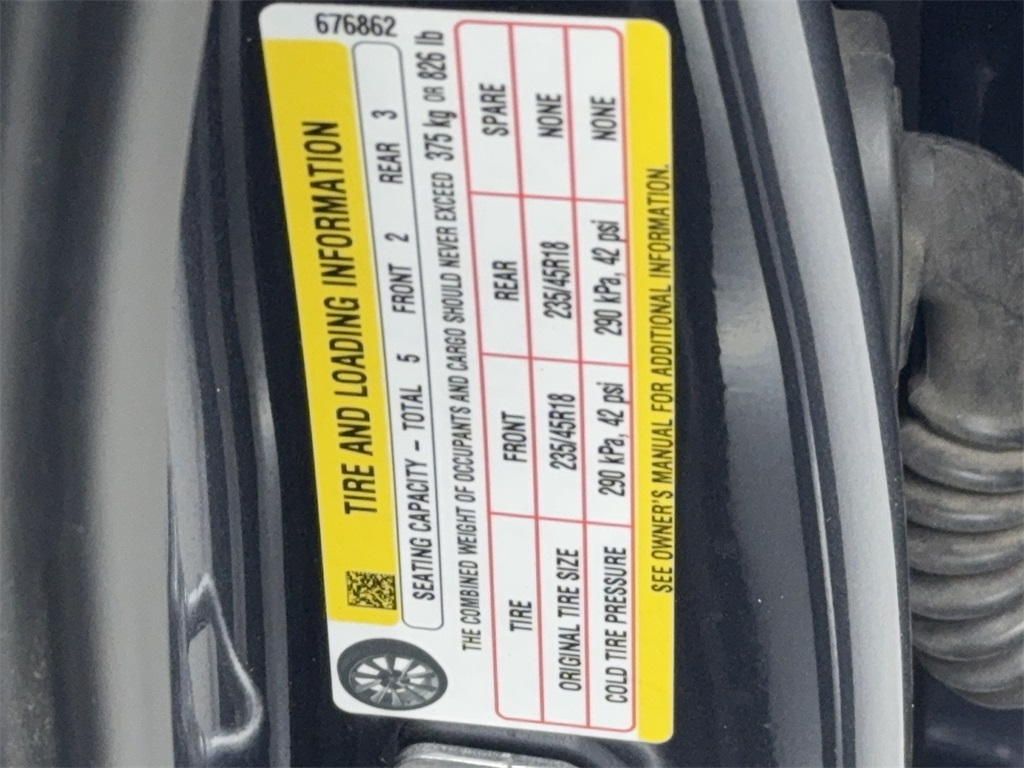 676862
TIRE AND LOADING INFORMATION
SEATING CAPACITY – TOTAL 5 FRONT 2 REAR 3
THE COMBINED WEIGHT OF OCCUPANTS AND CARGO SHOULD NEVER EXCEED 375 kg OR 826 lb
TIRE FRONT REAR SPARE
ORIGINAL TIRE SIZE 235/45R18 235/45R18 NONE
COLD TIRE PRESSURE 290 kPa, 42 psi 290 kPa, 42 psi NONE
SEE OWNER'S MANUAL FOR ADDITIONAL INFORMATION.